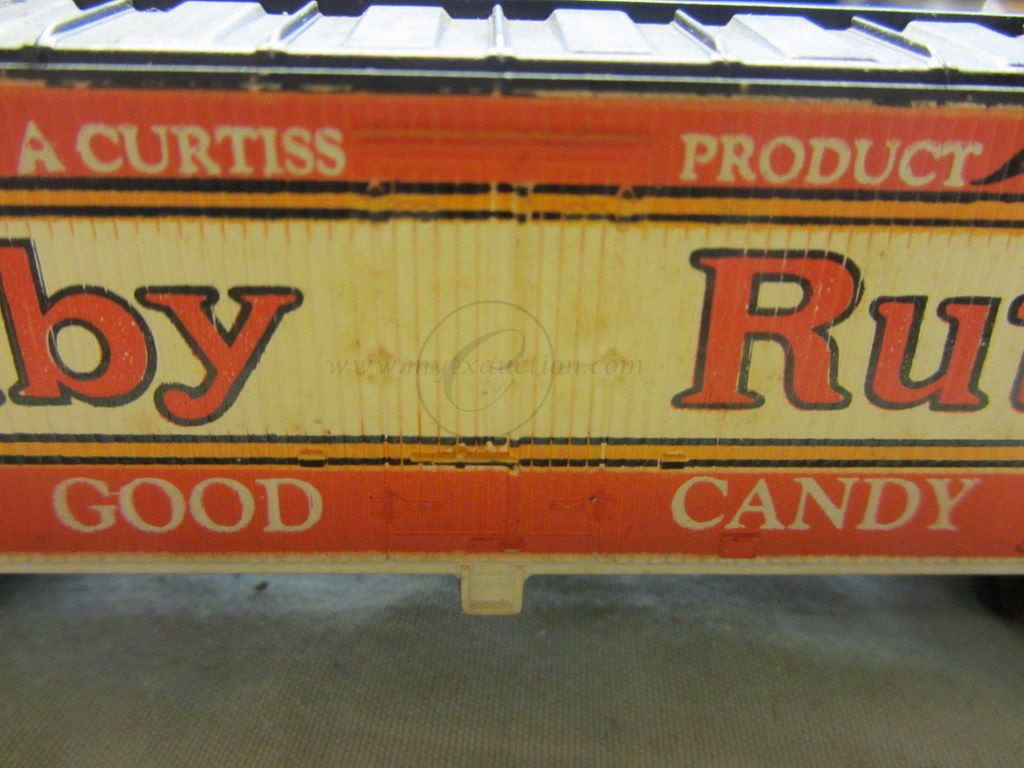 A CURTISS PRODUCT
by Ru
www.mytxauction.com
GOOD CANDY